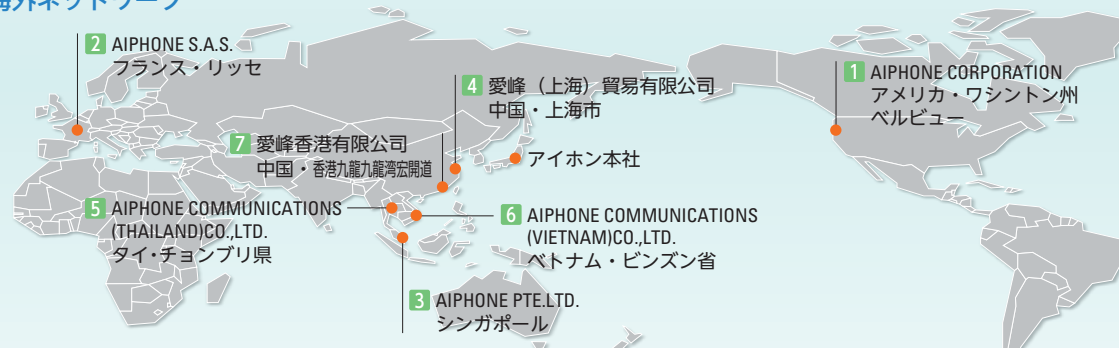 海外ネットワーク
2 AIPHONE S.A.S.
フランス・リッセ
1 AIPHONE CORPORATION
アメリカ・ワシントン州
ベルビュー
4 愛峰（上海）貿易有限公司
中国・上海市
7 愛峰香港有限公司
中国・香港九龍九龍湾宏開道
アイホン本社
5 AIPHONE COMMUNICATIONS
(THAILAND)CO.,LTD.
タイ・チョンブリ県
6 AIPHONE COMMUNICATIONS
(VIETNAM)CO.,LTD.
ベトナム・ビンズン省
3 AIPHONE PTE.LTD.
シンガポール